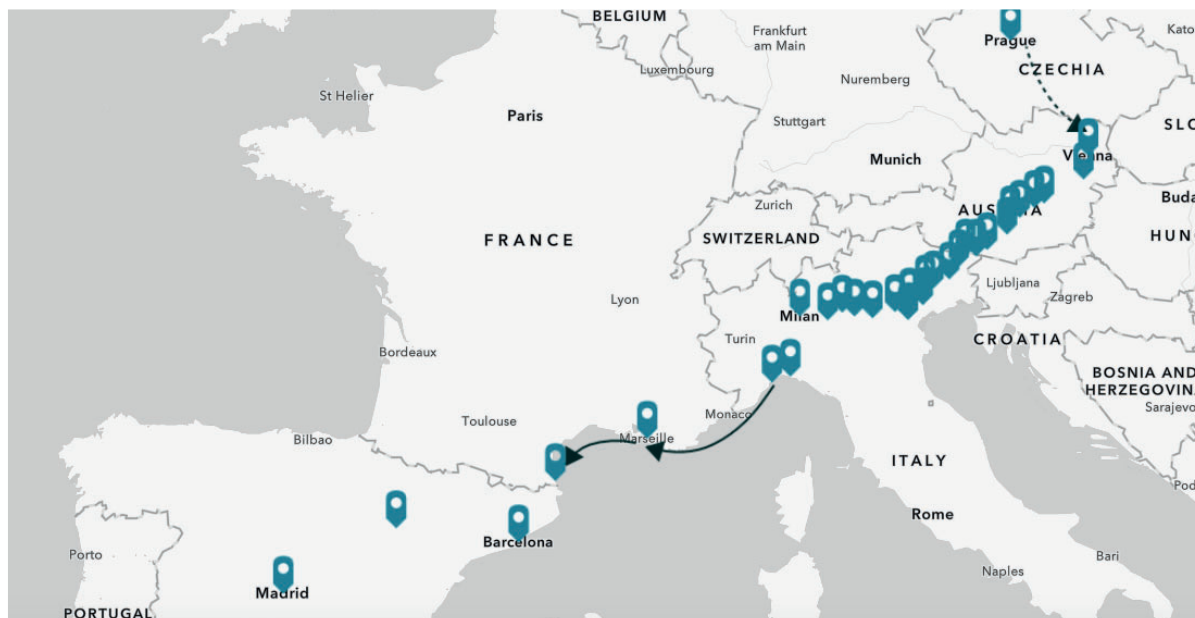 BELGIUM
Frankfurt
am Main
Prague
Kato
Luxembourg
CZECHIA
Nuremberg
St Helier
Paris
Stuttgart
SLO
Munich
Vienna
Zurich
Buda
AUS A
FRANCE
SWITZERLAND
HUN
Lyon
Ljubljana
Zagreb
Milan
Turin
CROATIA
Bordeaux
BOSNIA AND
HERZEGOVINA
Sarajevo
Monaco
Toulouse
Marseille
Bilbao
ITALY
Pod
Rome
Barcelona
Porto
Bari
Naples
Madrid
PORTUGAL